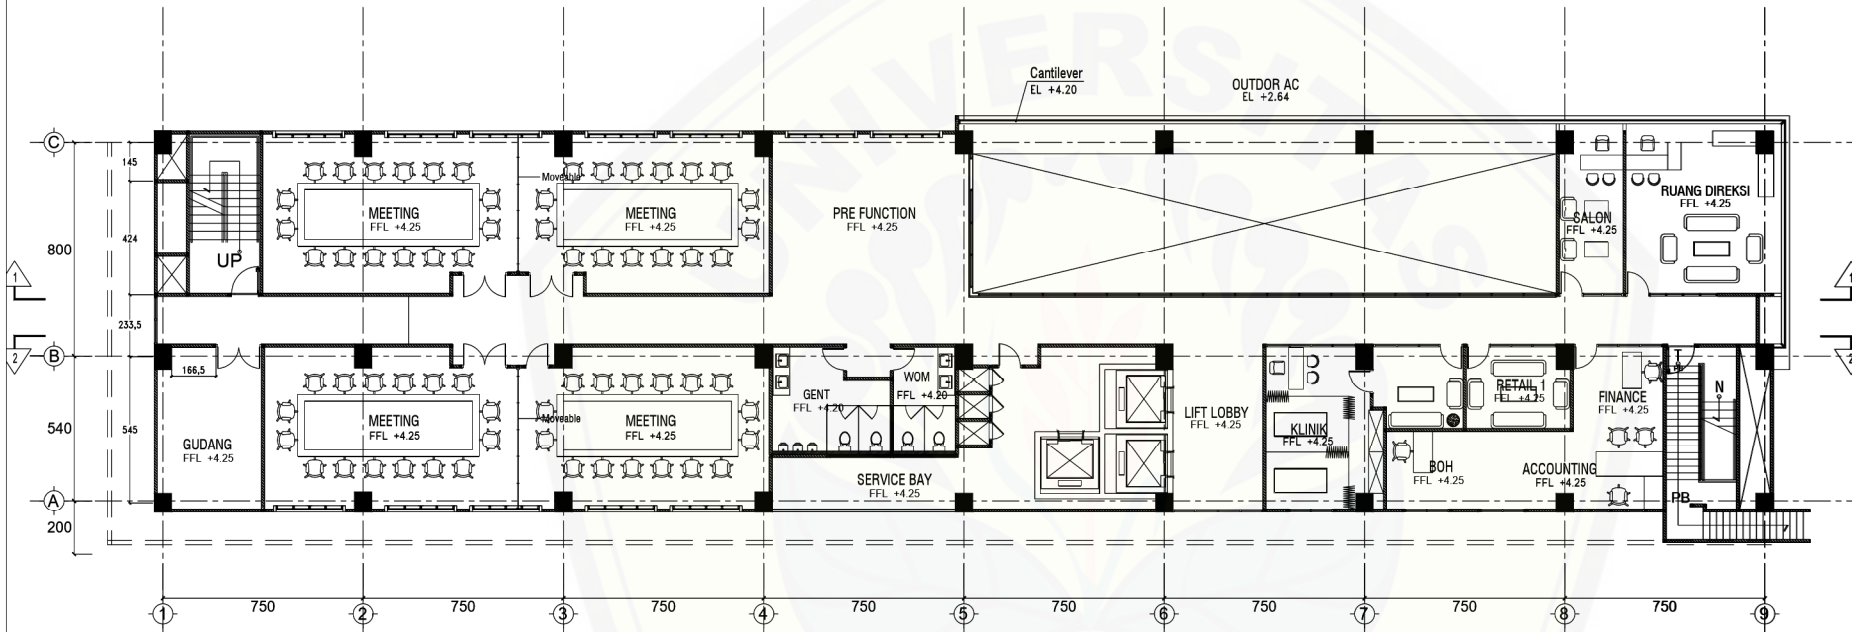 UNIVERSITAS
Cantilever
EL +4.20
OUTDOR AC
EL +2.64
C
145
424
800
233,5
B
166,5
540
545
A
200
1
2
1
2
UP
MEETING
FFL +4.25
Moveable
MEETING
FFL +4.25
PRE FUNCTION
FFL +4.25
SALON
FFL +4.25
RUANG DIREKSI
FFL +4.25
GUDANG
FFL +4.25
MEETING
FFL +4.25
Moveable
MEETING
FFL +4.25
GENT
FFL +4.20
WOM
FFL +4.20
SERVICE BAY
FFL +4.25
LIFT LOBBY
FFL +4.25
KLINIK
FFL +4.25
BOH
FFL +4.25
RETAIL 1
FFL +4.25
ACCOUNTING
FFL +4.25
FINANCE
FFL +4.25
T
N
PB
750
750
750
750
750
750
750
750
1
2
3
4
5
6
7
8
9